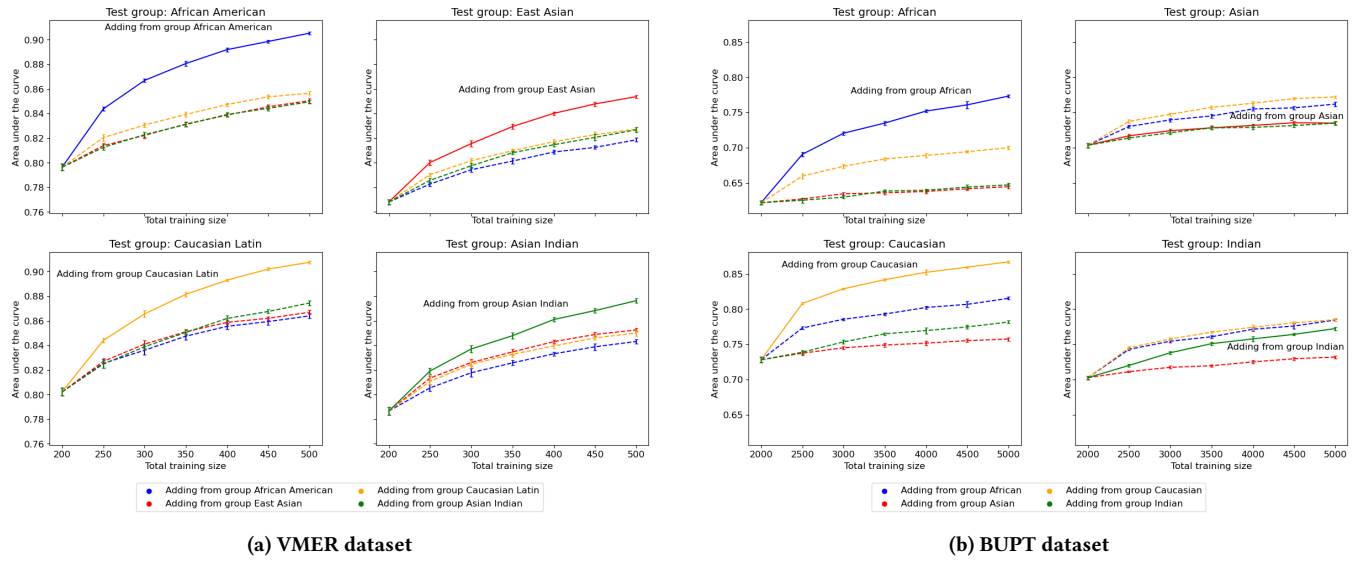 Test group: African American
Adding from group African American
0.90
0.88
0.86
0.84
0.82
0.80
0.78
0.76
Area under the curve
Total training size
Test group: East Asian
Adding from group East Asian
Area under the curve
Total training size
Test group: Caucasian Latin
Adding from group Caucasian Latin
0.90
0.88
0.86
0.84
0.82
0.80
0.78
0.76
Area under the curve
200 250 300 350 400 450 500
Total training size
Test group: Asian Indian
Adding from group Asian Indian
Area under the curve
200 250 300 350 400 450 500
Total training size
Adding from group African American
Adding from group East Asian
Adding from group Caucasian Latin
Adding from group Asian Indian
(a) VMER dataset
Test group: African
Adding from group African
0.85
0.80
0.75
0.70
0.65
Area under the curve
Total training size
Test group: Asian
Adding from group Asian
Area under the curve
Total training size
Test group: Caucasian
Adding from group Caucasian
0.85
0.80
0.75
0.70
0.65
Area under the curve
2000 2500 3000 3500 4000 4500 5000
Total training size
Test group: Indian
Adding from group Indian
Area under the curve
2000 2500 3000 3500 4000 4500 5000
Total training size
Adding from group African
Adding from group Asian
Adding from group Caucasian
Adding from group Indian
(b) BUPT dataset